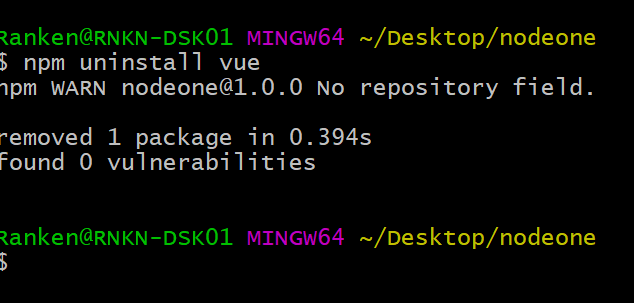 Ranken@RNKN-DSK01 MINGW64 ~/Desktop/nodeone
$ npm uninstall vue
npm WARN nodeone@1.0.0 No repository field.
removed 1 package in 0.394s
found 0 vulnerabilities
Ranken@RNKN-DSK01 MINGW64 ~/Desktop/nodeone
$